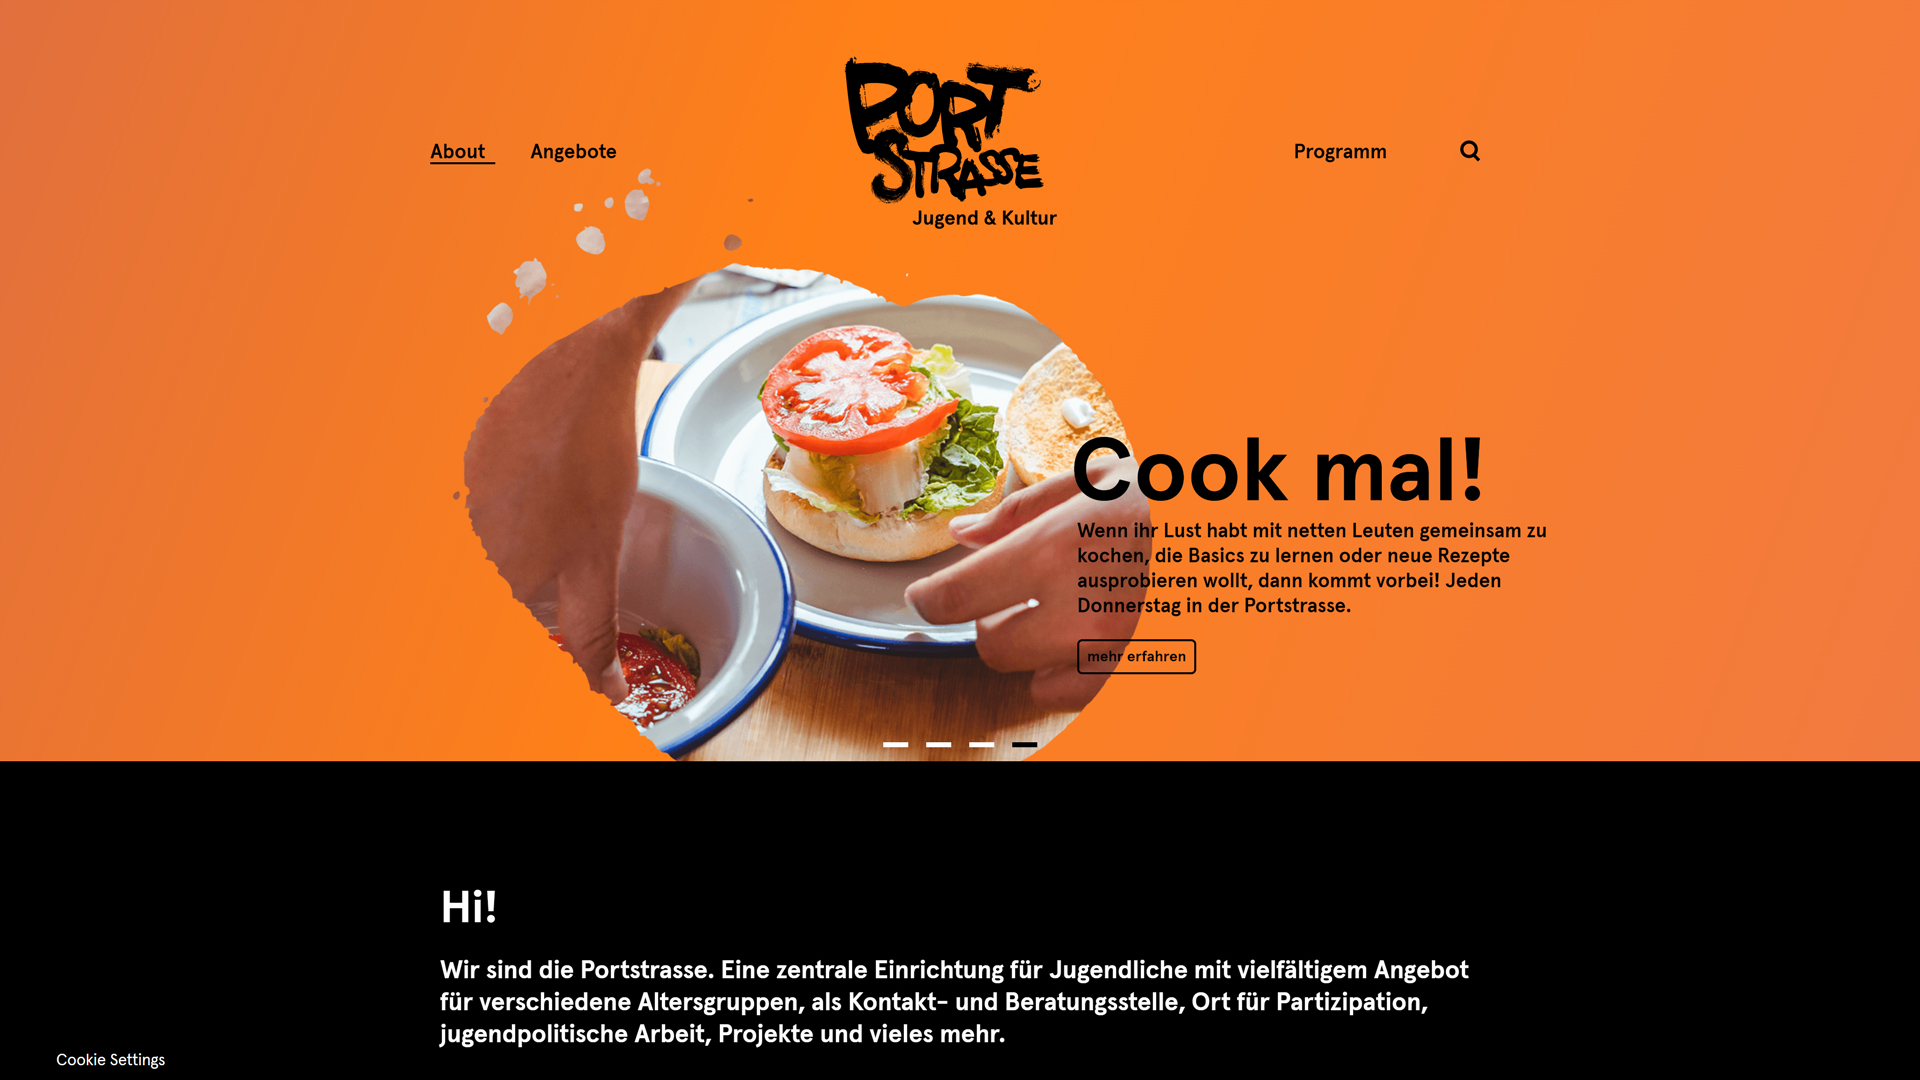 PORT
STRASSE
Jugend & Kultur
About
Angebote
Programm
Cook mal!
Wenn ihr Lust habt mit netten Leuten gemeinsam zu
kochen, die Basics zu lernen oder neue Rezepte
ausprobieren wollt, dann kommt vorbei! Jeden
Donnerstag in der Portstrasse.
mehr erfahren
Hi!
Wir sind die Portstrasse. Eine zentrale Einrichtung für Jugendliche mit vielfältigem Angebot
für verschiedene Altersgruppen, als Kontakt- und Beratungsstelle, Ort für Partizipation,
jugendpolitische Arbeit, Projekte und vieles mehr.
Cookie Settings